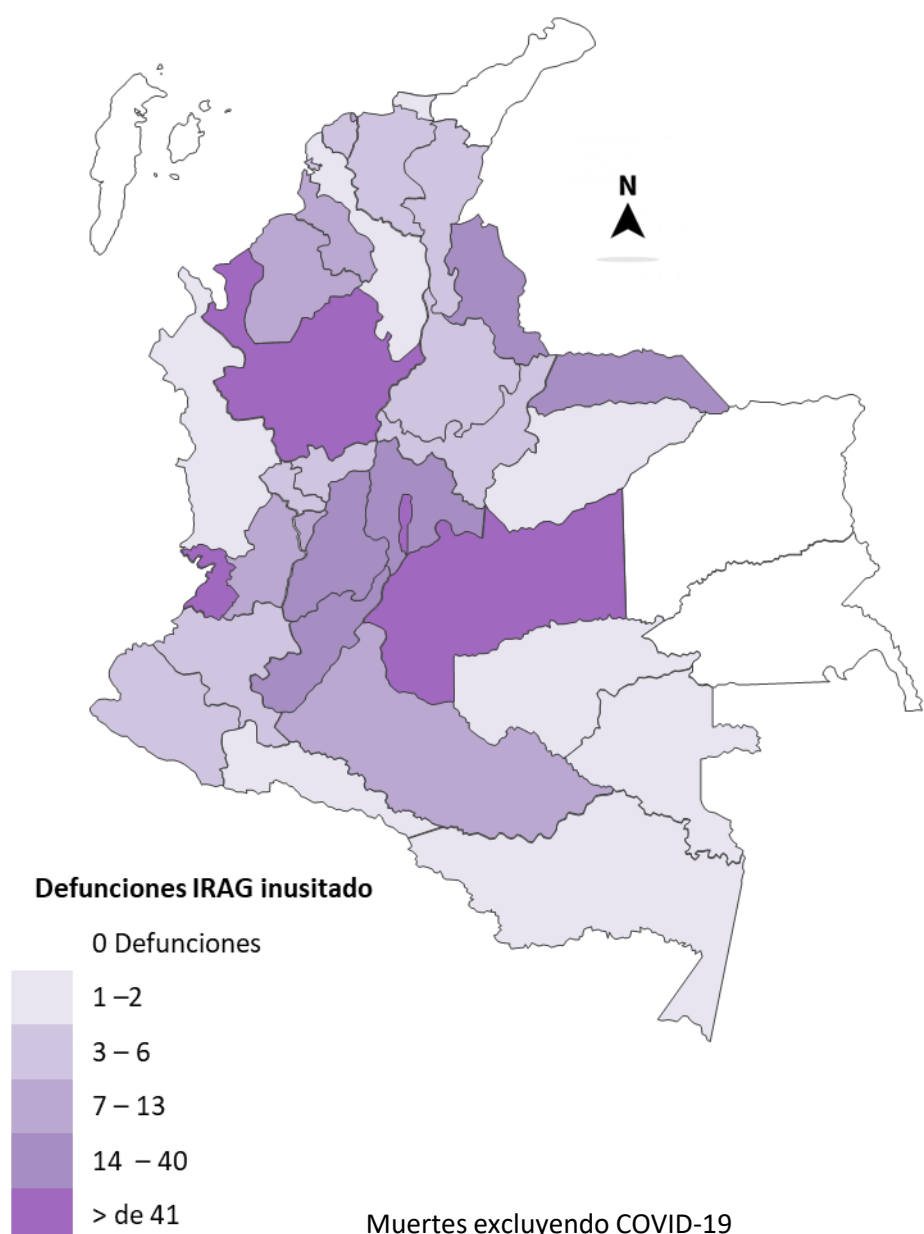 N
Defunciones IRAG inusitado
0 Defunciones
1 –2
3 – 6
7 – 13
14 – 40
> de 41
Muertes excluyendo COVID-19